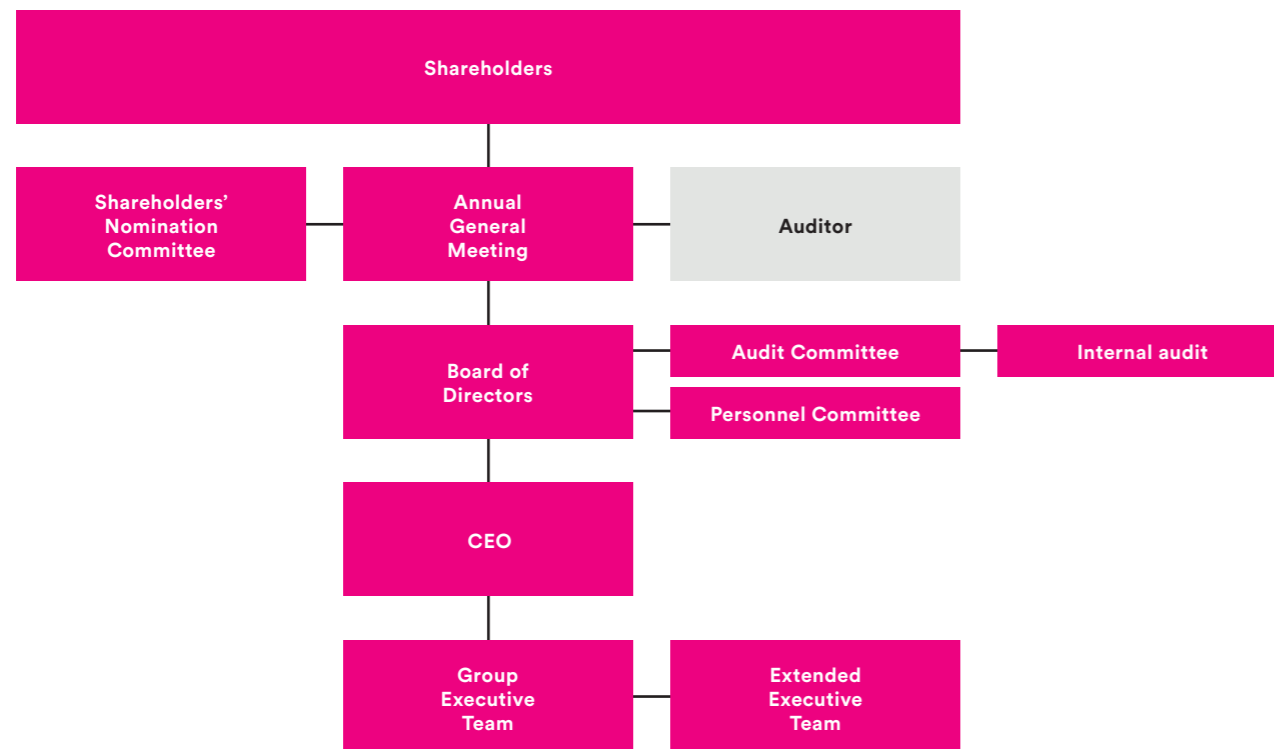 Shareholders
Shareholders’
Nomination
Committee
Annual
General
Meeting
Auditor
Board of
Directors
Audit Committee
Internal audit
Personnel Committee
CEO
Group
Executive
Team
Extended
Executive
Team